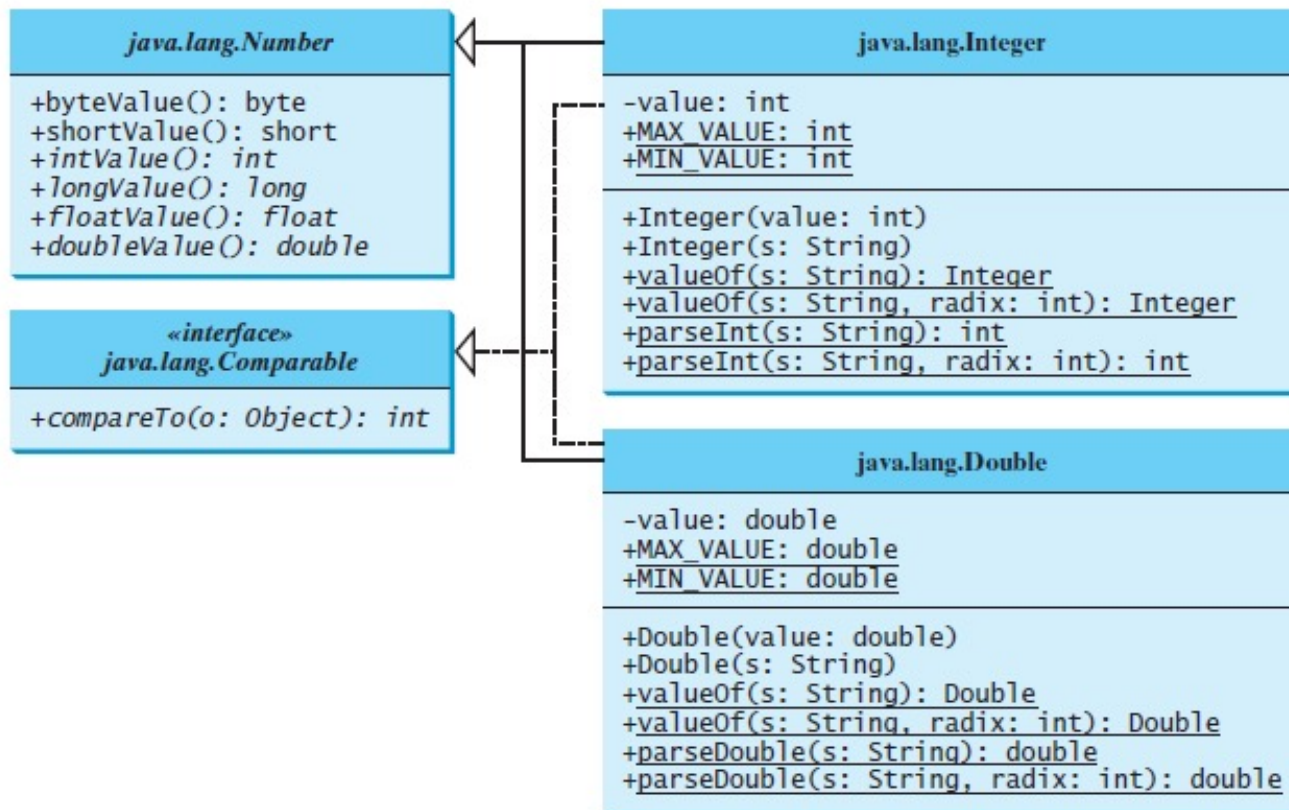 java.lang.Number
+byteValue(): byte
+shortValue(): short
+intValue(): int
+longValue(): long
+floatValue(): float
+doubleValue(): double
«interface»
java.lang.Comparable
+compareTo(o: Object): int
java.lang.Integer
-value: int
+MAX_VALUE: int
+MIN_VALUE: int
+Integer(value: int)
+Integer(s: String)
+valueOf(s: String): Integer
+valueOf(s: String, radix: int): Integer
+parseInt(s: String): int
+parseInt(s: String, radix: int): int
java.lang.Double
-value: double
+MAX_VALUE: double
+MIN_VALUE: double
+Double(value: double)
+Double(s: String)
+valueOf(s: String): Double
+valueOf(s: String, radix: int): Double
+parseDouble(s: String): double
+parseDouble(s: String, radix: int): double